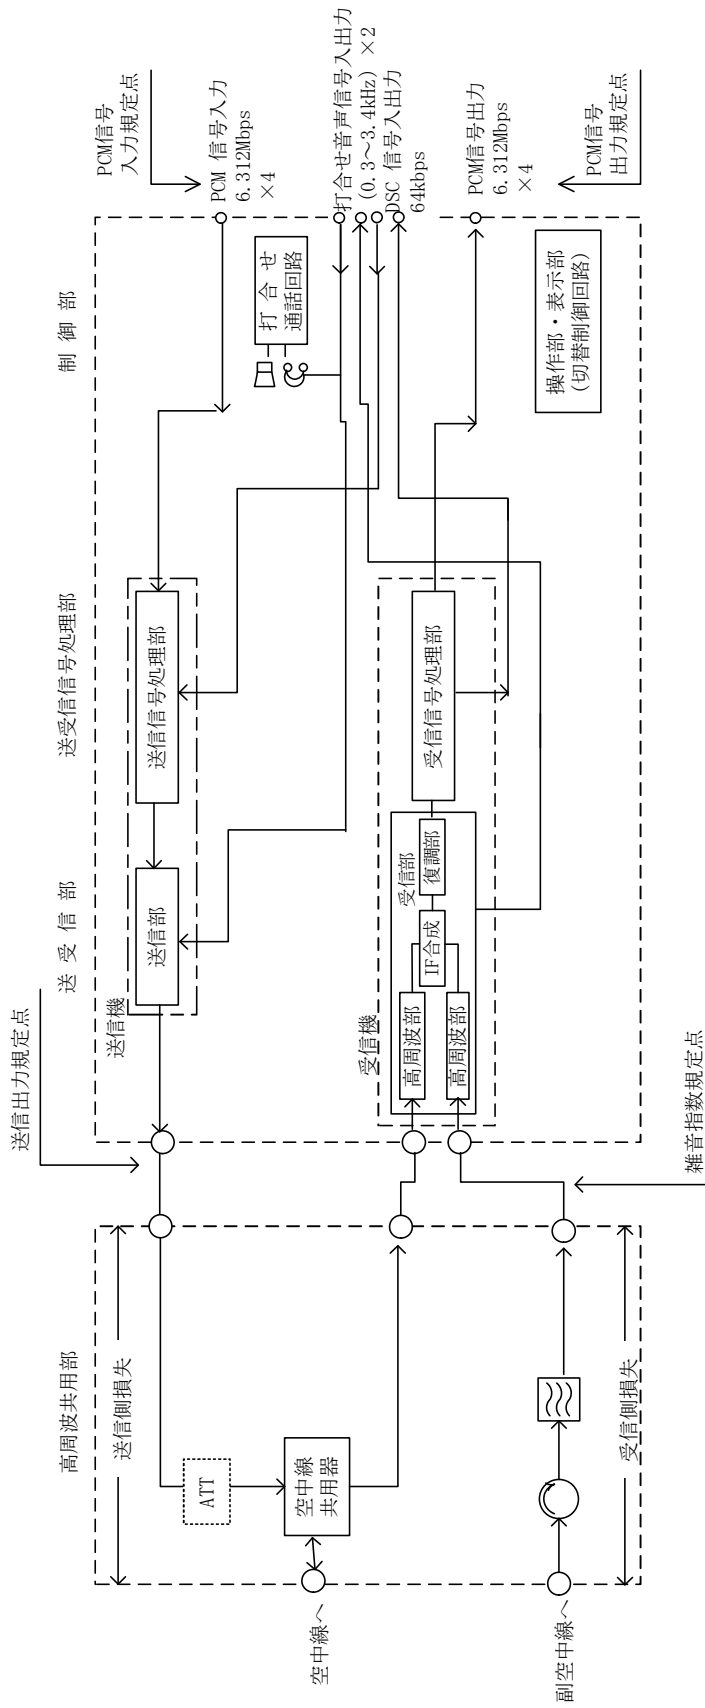 高周波共用部
送信側損失
ATT
空中線
共用器
空中線へ
副空中線へ
受信側損失
送信出力規定点
雑音指数規定点
送 受 信 部
送受信信号処理部
制 御 部
送信機
送信部
送信信号処理部
受信機
高周波部
高周波部
IF合成
受信部
復調部
受信信号処理部
打 合 せ
通話回路
操作部・表示部
(切替制御回路)
PCM信号
入力規定点
PCM 信号入力
6.312Mbps
×4
打合せ音声信号入出力
(0.3～3.4kHz) ×2
DSC 信号入出力
64kbps
PCM信号出力
6.312Mbps
×4
PCM信号
出力規定点